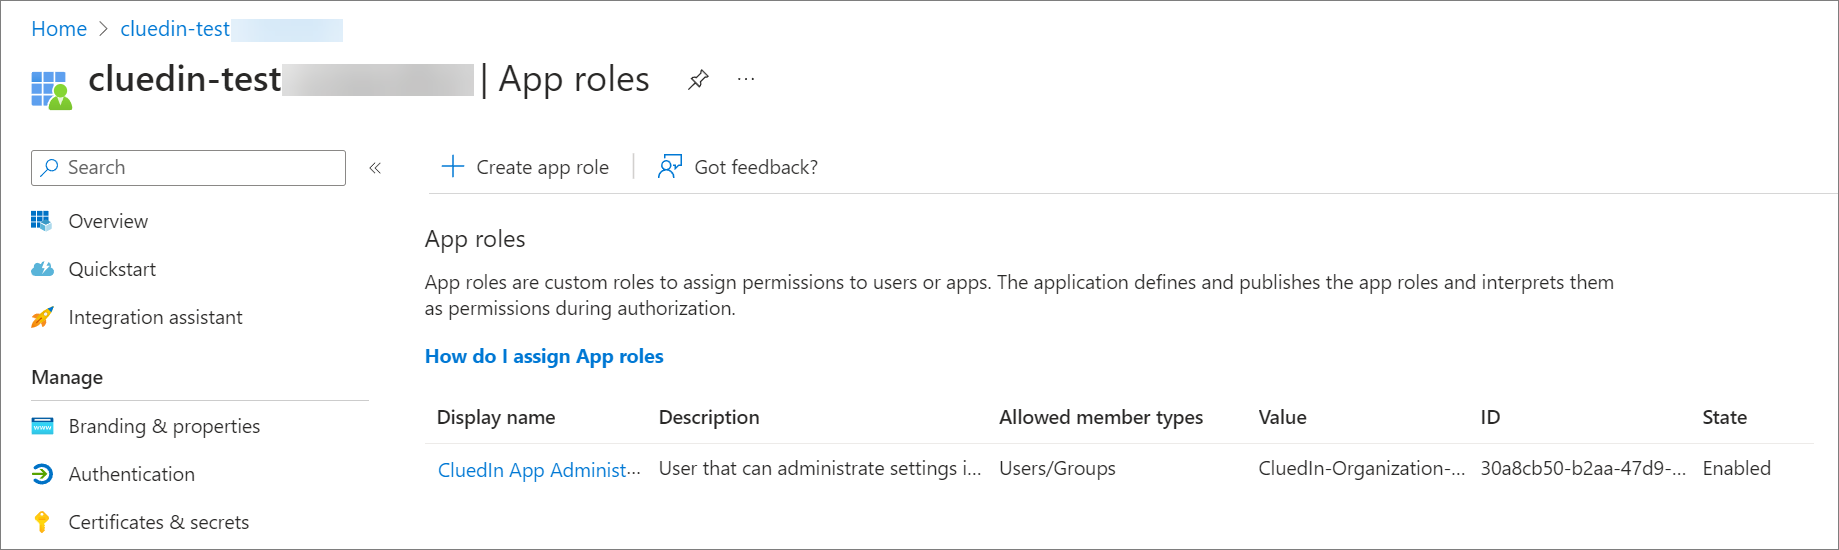 Home > cluedin-test
cluedin-test | App roles ...
Search «
Overview
Quickstart
Integration assistant
Manage
Branding & properties
Authentication
Certificates & secrets
Create app role | Got feedback?
App roles
App roles are custom roles to assign permissions to users or apps. The application defines and publishes the app roles and interprets them
as permissions during authorization.
How do I assign App roles
Display name Description Allowed member types Value ID State
CluedIn App Administ... User that can administrate settings i... Users/Groups CluedIn-Organization-... 30a8cb50-b2aa-47d9-... Enabled